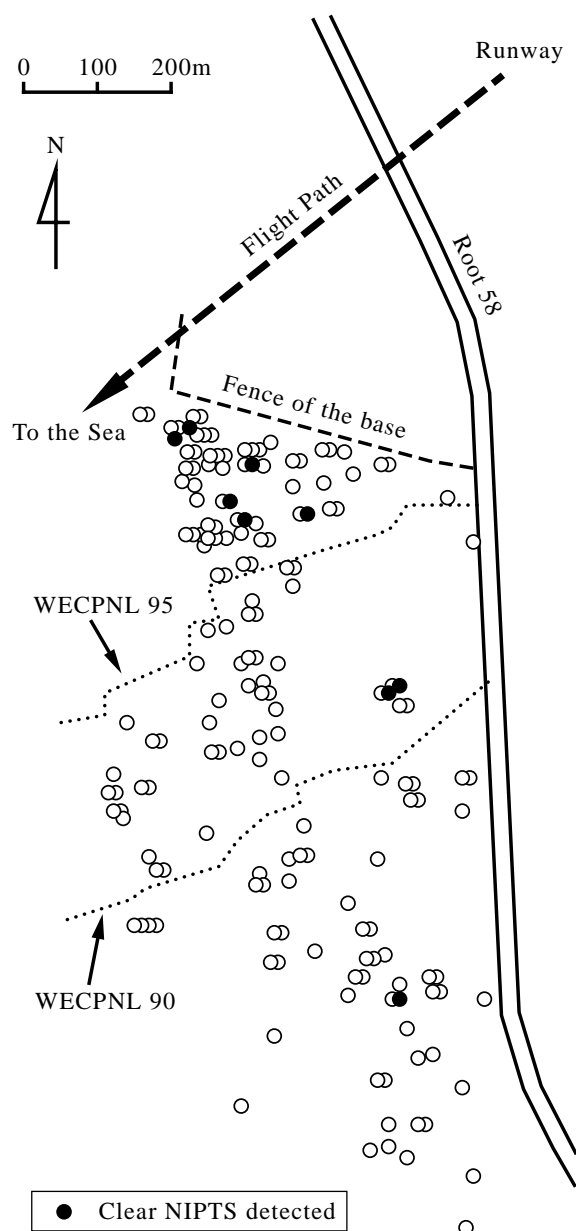 Runway
0 100 200m
N
Flight Path
Root 58
To the Sea
Fence of the base
WECPNL 95
WECPNL 90
Clear NIPTS detected